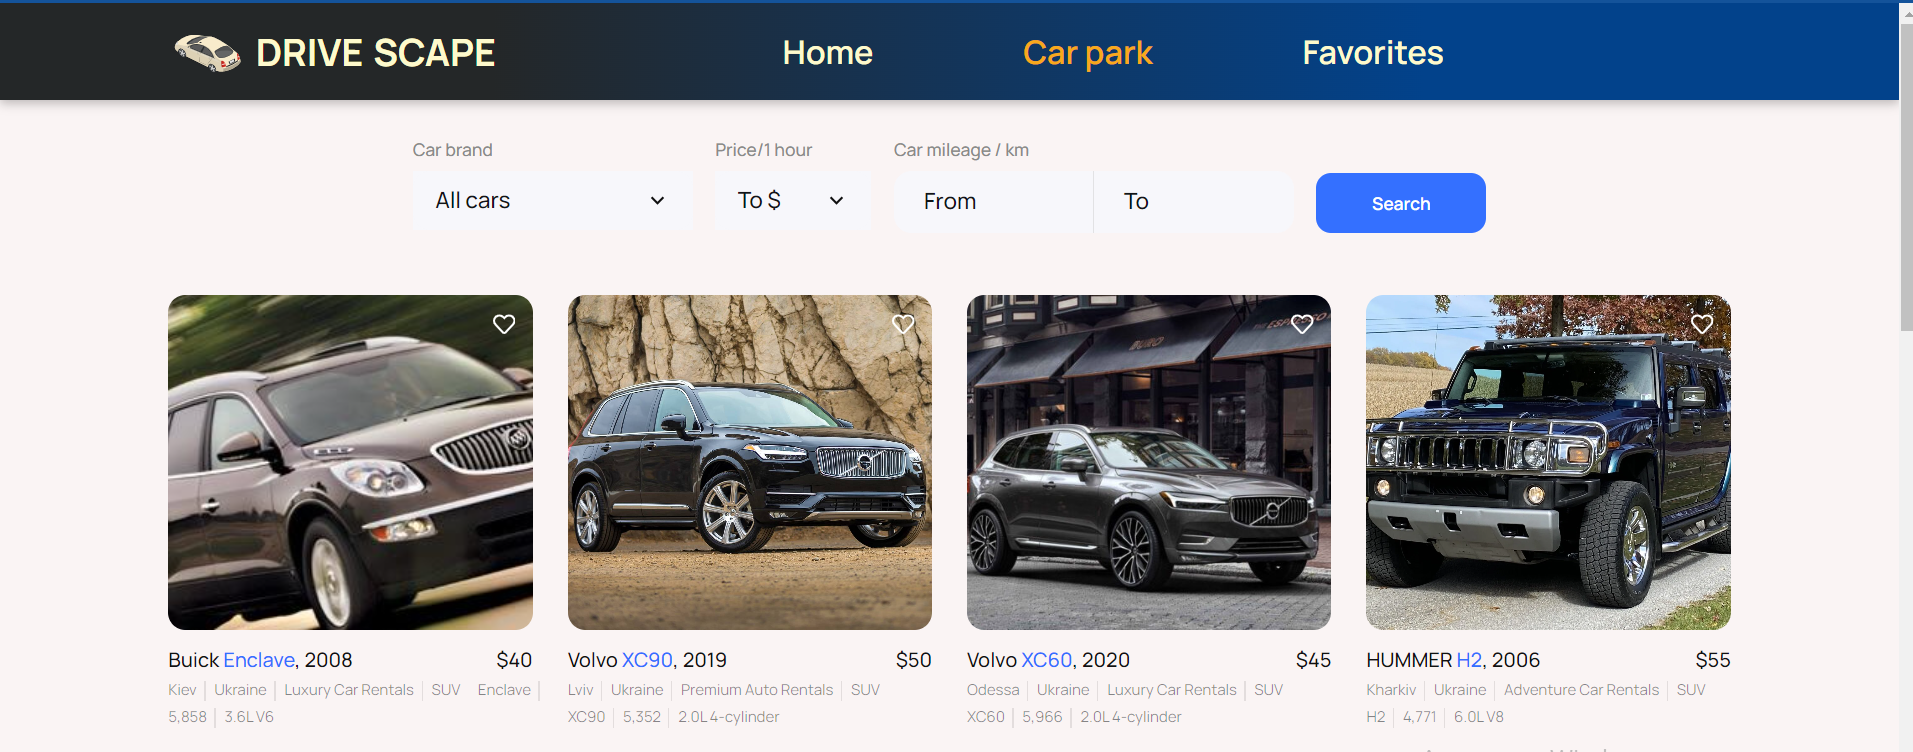 DRIVE SCAPE
Home
Car park
Favorites
Car brand
Price/1 hour
Car mileage / km
All cars
To $
From
To
Search
Buick Enclave, 2008 $40
Kiev | Ukraine | Luxury Car Rentals | SUV Enclave |
5,858 | 3.6L V6
Volvo XC90, 2019 $50
Lviv | Ukraine | Premium Auto Rentals | SUV
XC90 | 5,352 | 2.0L 4-cylinder
BURO
ESPRESSO
Volvo XC60, 2020 $45
Odessa | Ukraine | Luxury Car Rentals | SUV
XC60 | 5,966 | 2.0L 4-cylinder
HUMMER H2, 2006 $55
Kharkiv | Ukraine | Adventure Car Rentals | SUV
H2 | 4,771 | 6.0L V8